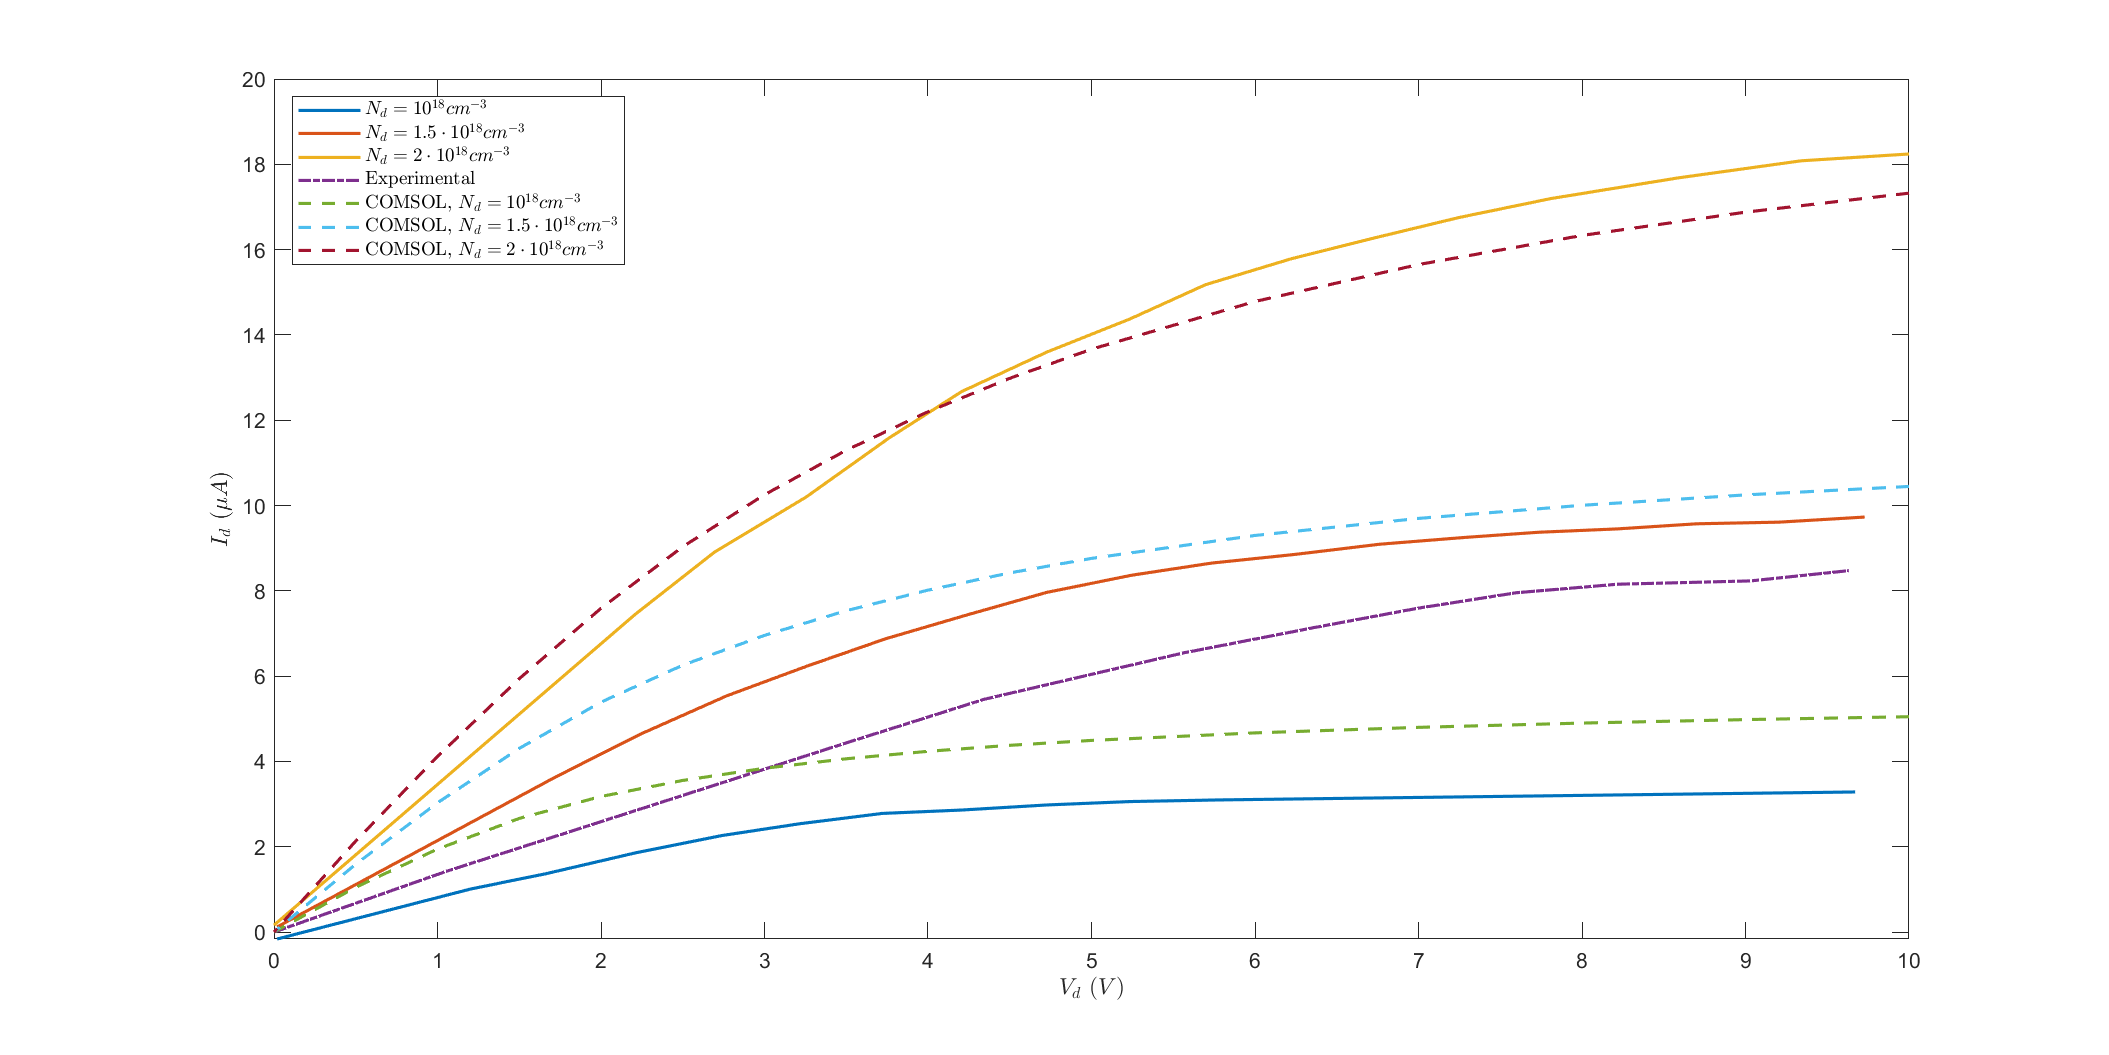 20
18
16
14
12
10
8
6
4
2
0
0 1 2 3 4 5 6 7 8 9 10
I_d (μA)
V_d (V)
N_d = 10^{18}cm^{-3}
N_d = 1.5 · 10^{18}cm^{-3}
N_d = 2 · 10^{18}cm^{-3}
Experimental
COMSOL, N_d = 10^{18}cm^{-3}
COMSOL, N_d = 1.5 · 10^{18}cm^{-3}
COMSOL, N_d = 2 · 10^{18}cm^{-3}